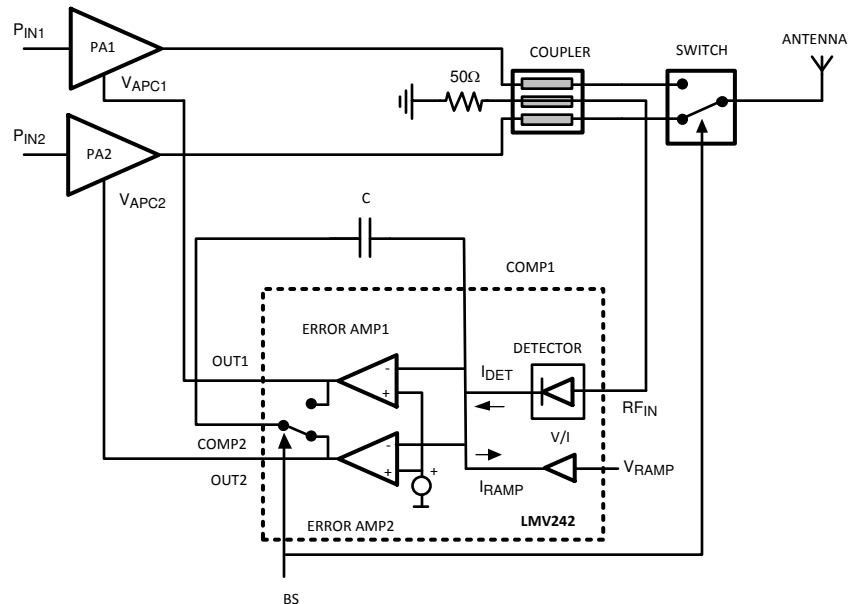 PIN1
PA1
VAPC1
COUPLER
50Ω
SWITCH
ANTENNA
PIN2
PA2
VAPC2
C
COMP1
ERROR AMP1
DETECTOR
OUT1
-
+
IDET
RFIN
V/I
COMP2
OUT2
-
+
+
IRAMP
VRAMP
ERROR AMP2
LMV242
BS